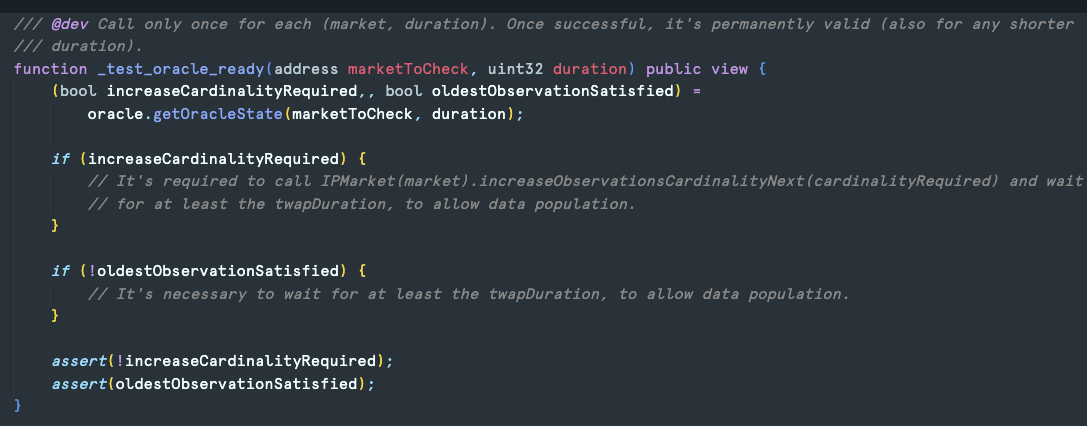 /// @dev Call only once for each (market, duration). Once successful, it's permanently valid (also for any shorter
/// duration).
function _test_oracle_ready(address marketToCheck, uint32 duration) public view {
    (bool increaseCardinalityRequired,, bool oldestObservationSatisfied) =
        oracle.getOracleState(marketToCheck, duration);

    if (increaseCardinalityRequired) {
        // It's required to call IPMarket(market).increaseObservationsCardinalityNext(cardinalityRequired) and wait
        // for at least the twapDuration, to allow data population.
    }

    if (!oldestObservationSatisfied) {
        // It's necessary to wait for at least the twapDuration, to allow data population.
    }

    assert(!increaseCardinalityRequired);
    assert(oldestObservationSatisfied);
}